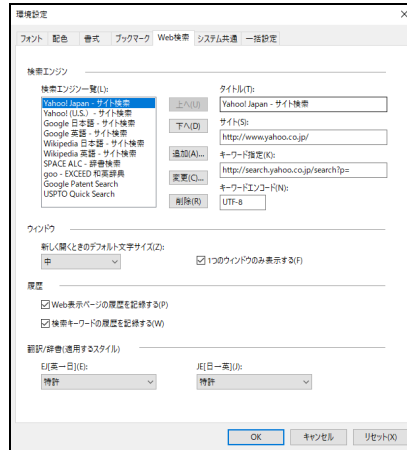 環境設定
フォント 配色 書式 ブックマーク Web検索 システム共通 一括設定
検索エンジン
検索エンジン一覧(L):
Yahoo! Japan - サイト検索
Yahoo! (U.S.) - サイト検索
Google 日本語 - サイト検索
Google 英語 - サイト検索
Wikipedia 日本語 - サイト検索
Wikipedia 英語 - サイト検索
SPACE ALC - 辞書検索
goo - EXCEED 和英辞典
Google Patent Search
USPTO Quick Search
上へ(U)
下へ(D)
追加(A)...
変更(C)...
削除(R)
タイトル(T):
Yahoo! Japan - サイト検索
サイト(S):
http://www.yahoo.co.jp/
キーワード指定(K):
http://search.yahoo.co.jp/search?p=
キーワードエンコード(N):
UTF-8
ウィンドウ
新しく開くときのデフォルト文字サイズ(Z):
中
1つのウィンドウのみ表示する(F)
履歴
Web表示ページの履歴を記録する(P)
検索キーワードの履歴を記録する(W)
翻訳/辞書(適用するスタイル)
EJ[英ー日](E):
特許
JE[日ー英](J):
特許
OK キャンセル リセット(X)